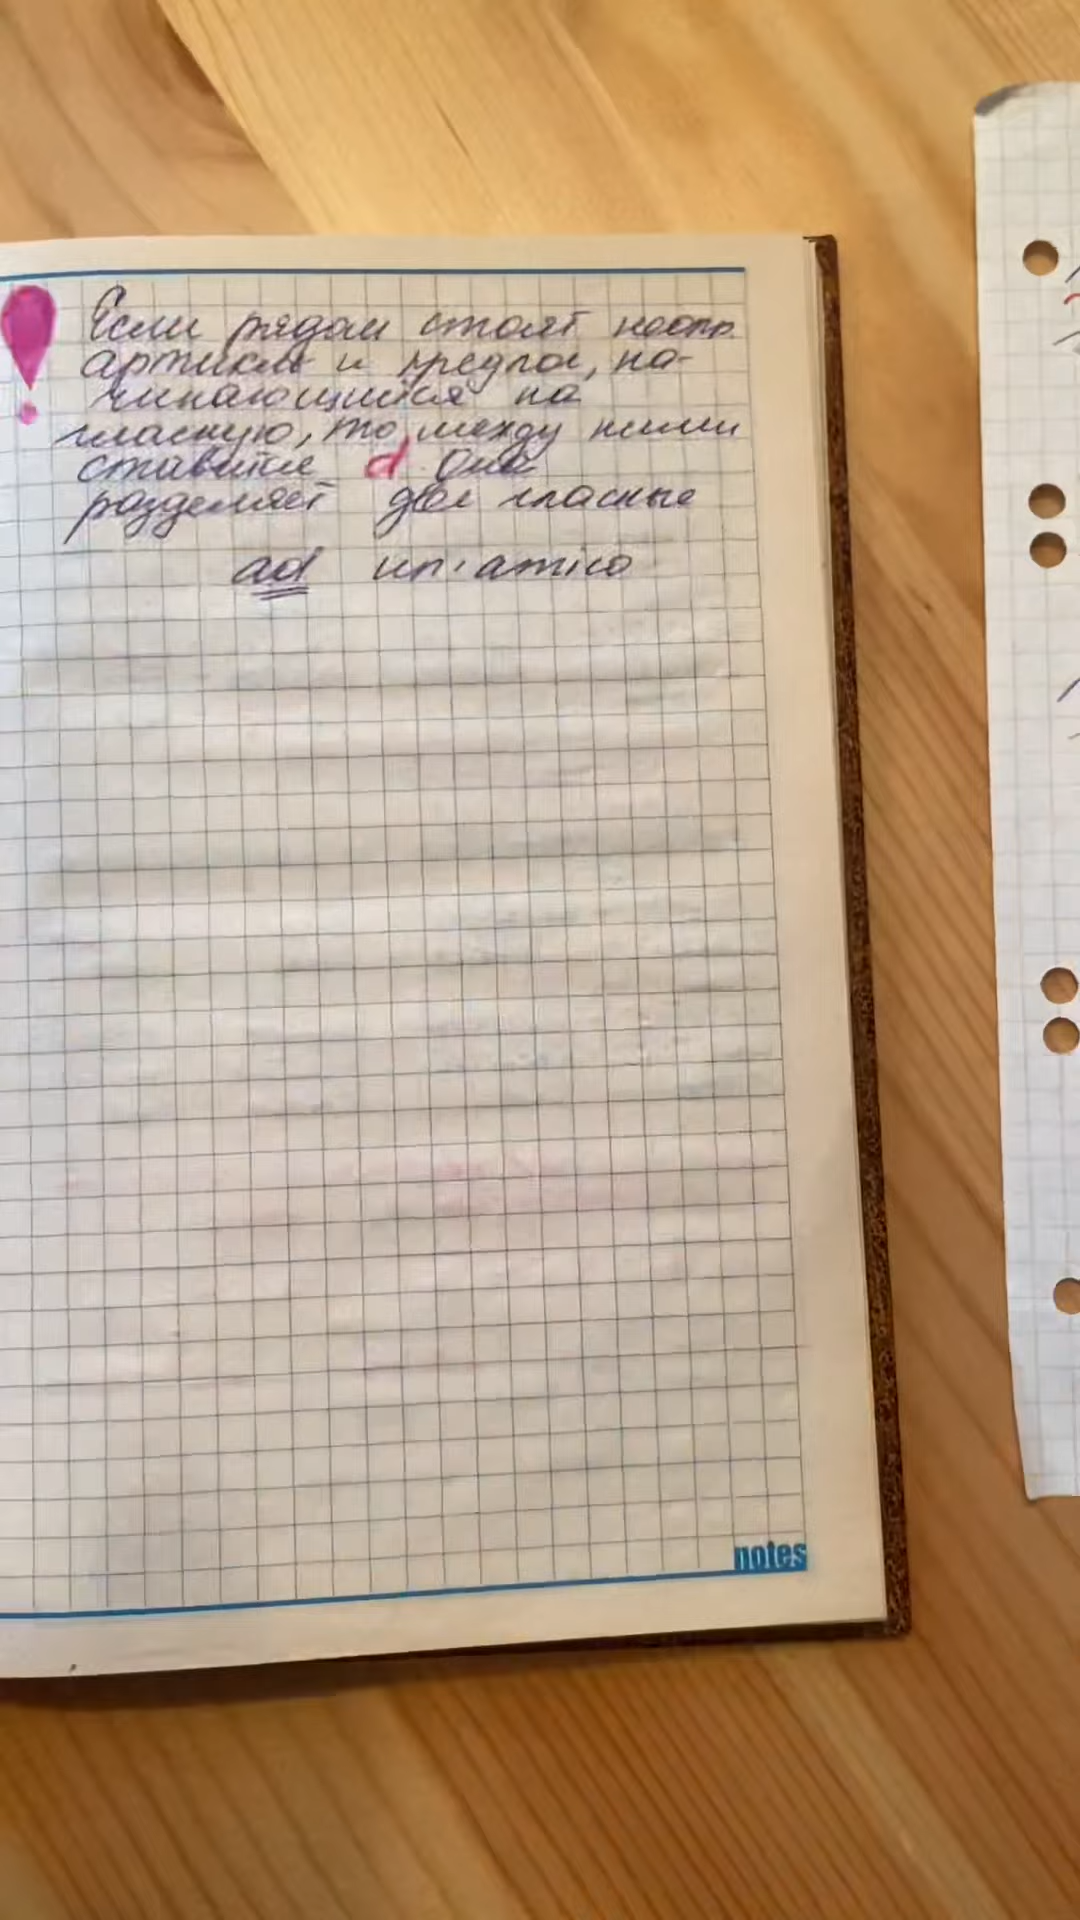 Если рядом стоят неопр.
артикль и предлог, на-
чинающийся на
гласную, то между ними
ставится d. Она
разделяет две гласные
ad un'amico
notes